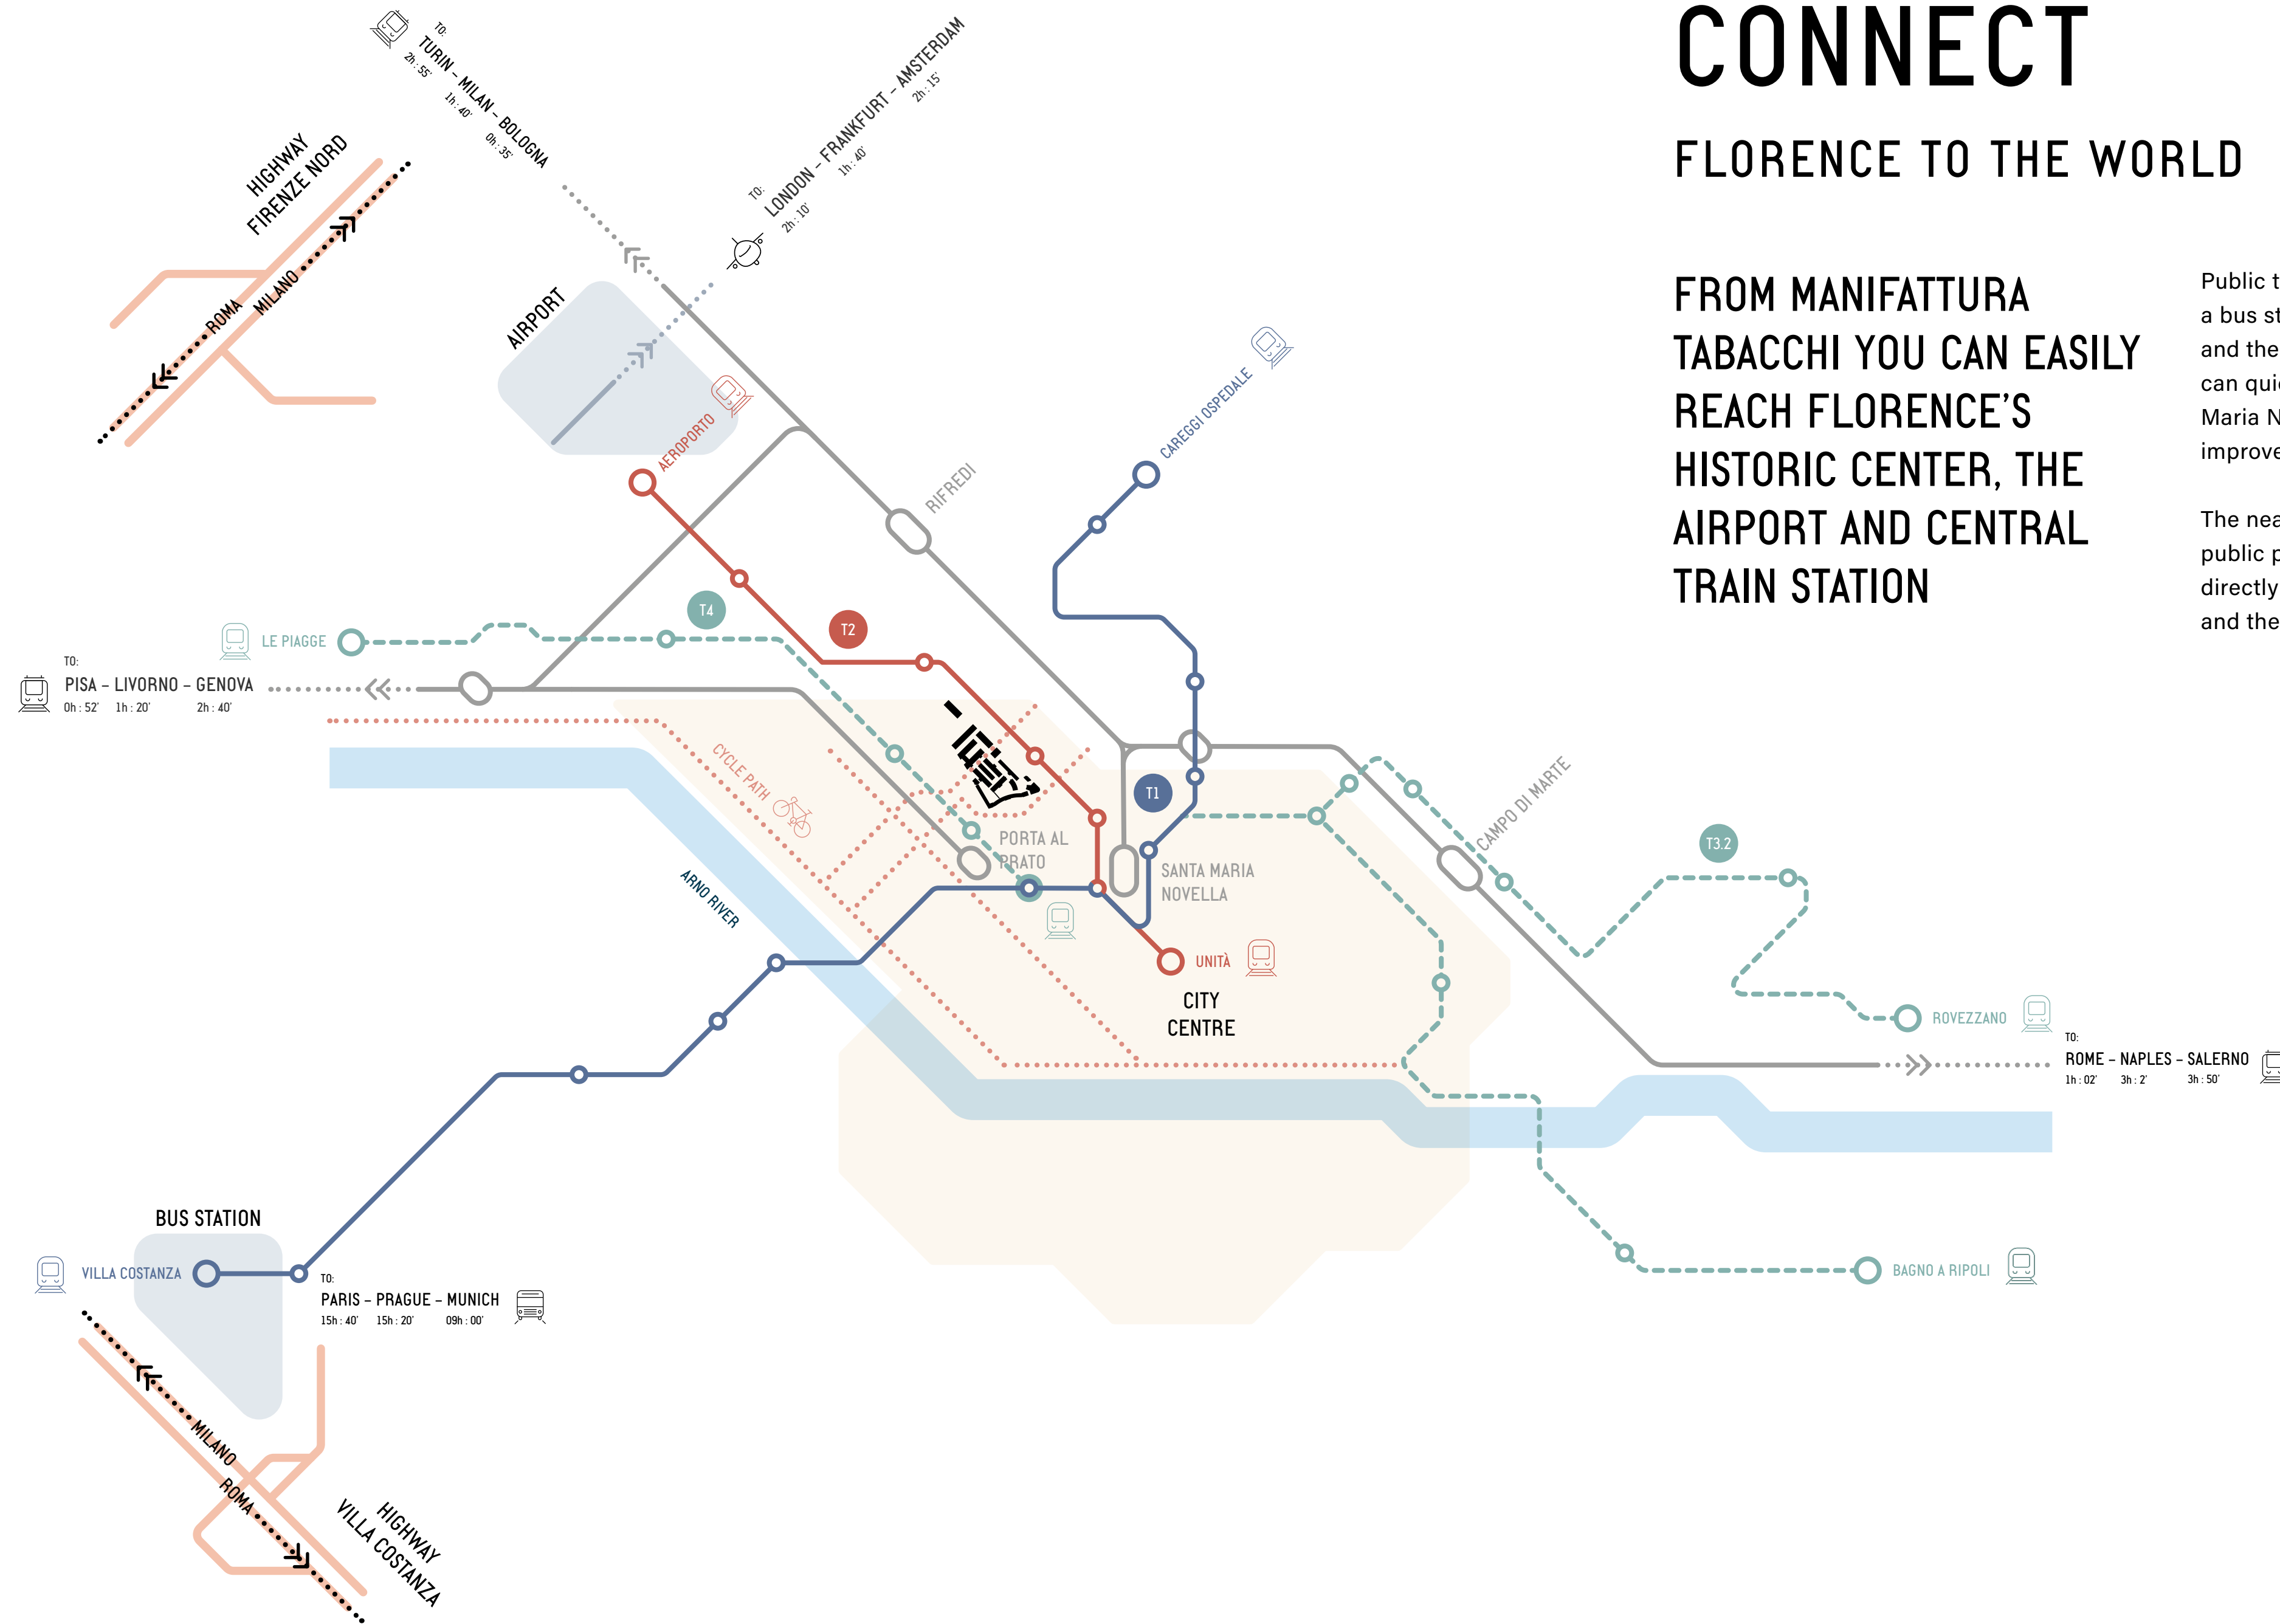 CONNECT
FLORENCE TO THE WORLD
FROM MANIFATTURA
TABACCHI YOU CAN EASILY
REACH FLORENCE'S
HISTORIC CENTER, THE
AIRPORT AND CENTRAL
TRAIN STATION
Public
a bus
and the
Maria
improve
The
public
directly
and the
TO:
TURIN – MILAN – BOLOGNA
2h: 55' 1h: 40' 0h: 35'
TO:
LONDON – FRANKFURT – AMSTERDAM
2h: 10' 1h: 40' 2h: 15'
HIGHWAY
FIRENZE NORD
ROMA MILANO
AIRPORT
AEROPORTO
RIFREDI
CAREGGI OSPEDALE
T4
T2
LE PIAGGE
TO:
PISA – LIVORNO – GENOVA
0h: 52' 1h: 20' 2h: 40'
CYCLE PATH
T1
CAMPO DI MARTE
T3.2
PORTA AL
PRATO
SANTA MARIA
NOVELLA
ARNO RIVER
UNITÀ
CITY
CENTRE
ROVEZZANO
TO:
ROME – NAPLES – SALERNO
1h: 02' 3h: 2' 3h: 50'
BUS STATION
VILLA COSTANZA
TO:
PARIS – PRAGUE – MUNICH
15h: 40' 15h: 20' 09h: 00'
BAGNO A RIPOLI
MILANO
ROMA
HIGHWAY
VILLA COSTANZA